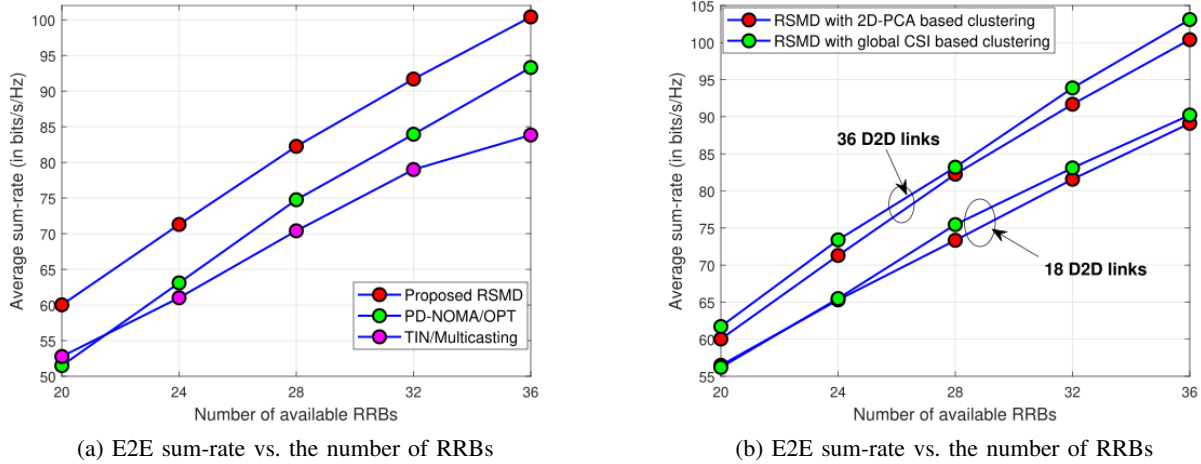 100
95
90
85
80
75
70
65
60
55
50
20
24
28
32
36
Average sum-rate (in bits/s/Hz)
Number of available RRBs
Proposed RSMD
PD-NOMA/OPT
TIN/Multicasting
(a) E2E sum-rate vs. the number of RRBs
105
100
95
90
85
80
75
70
65
60
55
20
24
28
32
36
Average sum-rate (in bits/s/Hz)
Number of available RRBs
RSMD with 2D-PCA based clustering
RSMD with global CSI based clustering
36 D2D links
18 D2D links
(b) E2E sum-rate vs. the number of RRBs